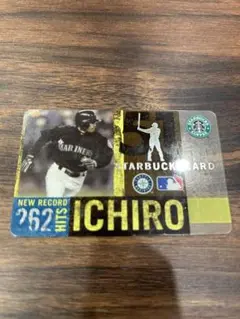 MARINERS
STARBUCKS CARD
NEW RECORD
262
HITS
ICHIRO